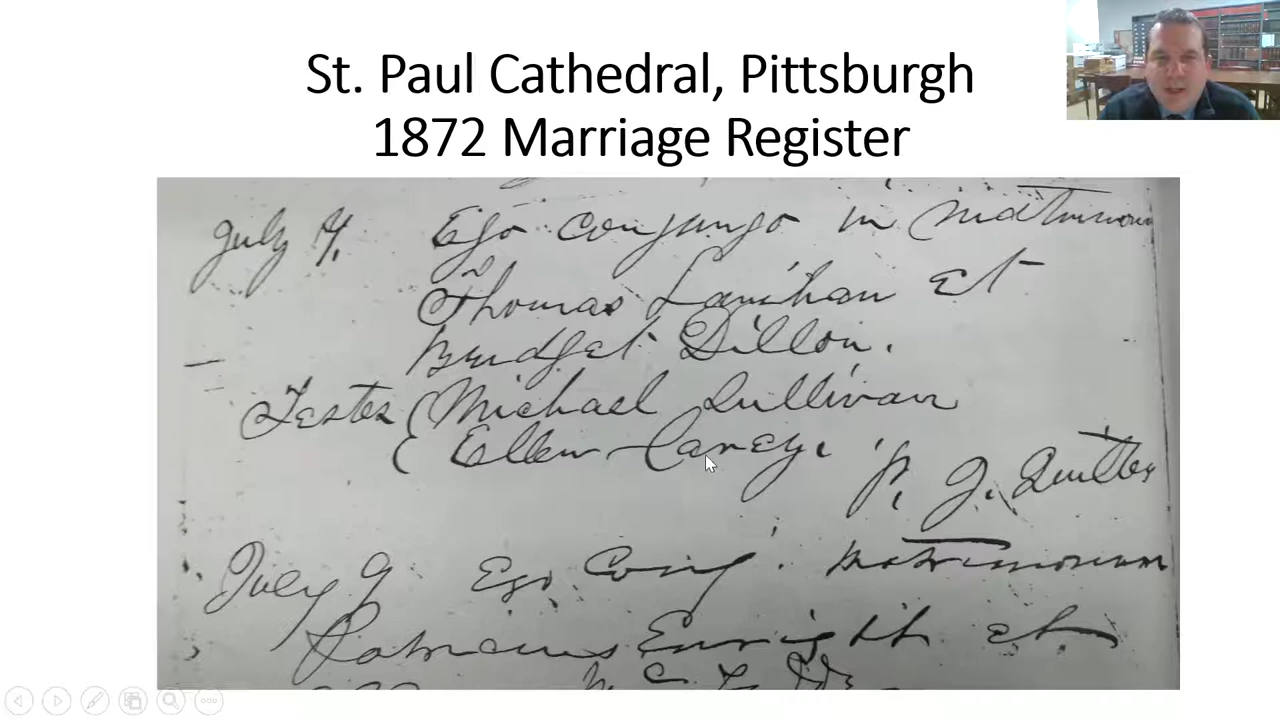 St. Paul Cathedral, Pittsburgh
1872 Marriage Register
July 4. Ego conjungo in Matrimon
Thomas Lanihan et
Bridget Dillon.
Testes Michael Sullivan
Ellen Carey.
P. J. Quilter
July 9 Ego Conj. Matrimonium
Patricius Enright et